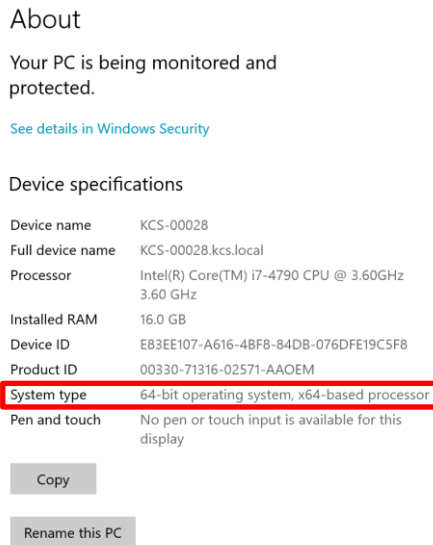 About
Your PC is being monitored and
protected.
See details in Windows Security
Device specifications
Device name KCS-00028
Full device name KCS-00028.kcs.local
Processor Intel(R) Core(TM) i7-4790 CPU @ 3.60GHz
3.60 GHz
Installed RAM 16.0 GB
Device ID E83EE107-A616-4BF8-84DB-076DFE19C5F8
Product ID 00330-71316-02571-AAOEM
System type 64-bit operating system, x64-based processor
Pen and touch No pen or touch input is available for this
display
Copy
Rename this PC